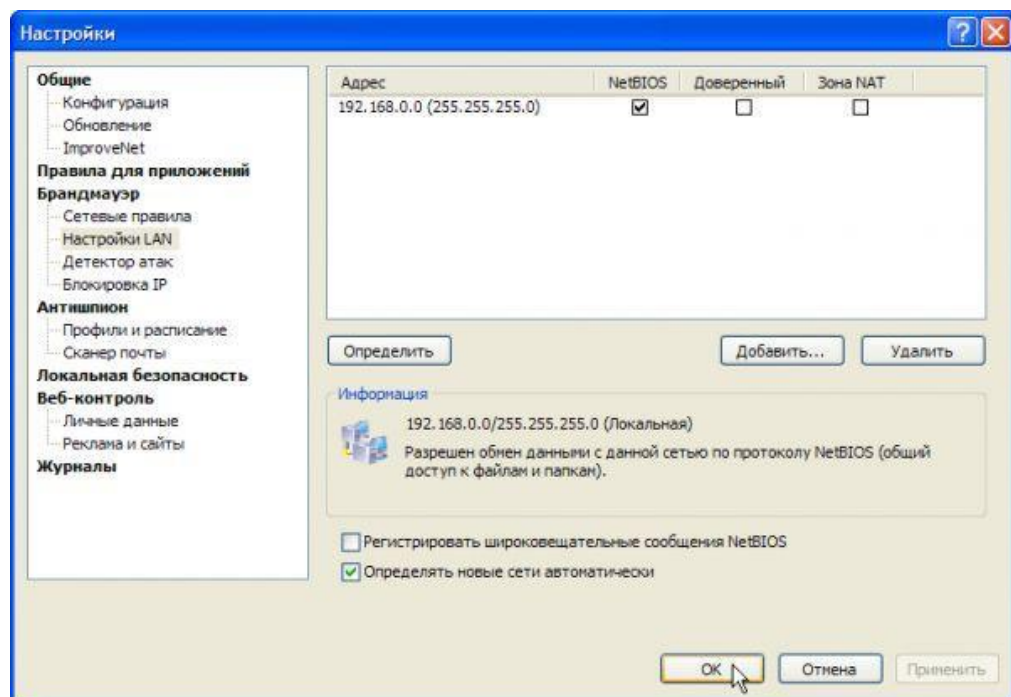 Настройки
Общие
Конфигурация
Обновление
ImproveNet
Правила для приложений
Брандмауэр
Сетевые правила
Настройки LAN
Детектор атак
Блокировка IP
Антишпион
Профили и расписание
Сканер почты
Локальная безопасность
Веб-контроль
Личные данные
Реклама и сайты
Журналы
Адрес NetBIOS Доверенный Зона NAT
192.168.0.0 (255.255.255.0)
Определить Добавить... Удалить
Информация
192.168.0.0/255.255.255.0 (Локальная)
Разрешен обмен данными с данной сетью по протоколу NetBIOS (общий
доступ к файлам и папкам).
Регистрировать широковещательные сообщения NetBIOS
Определять новые сети автоматически
OK Отмена Применить